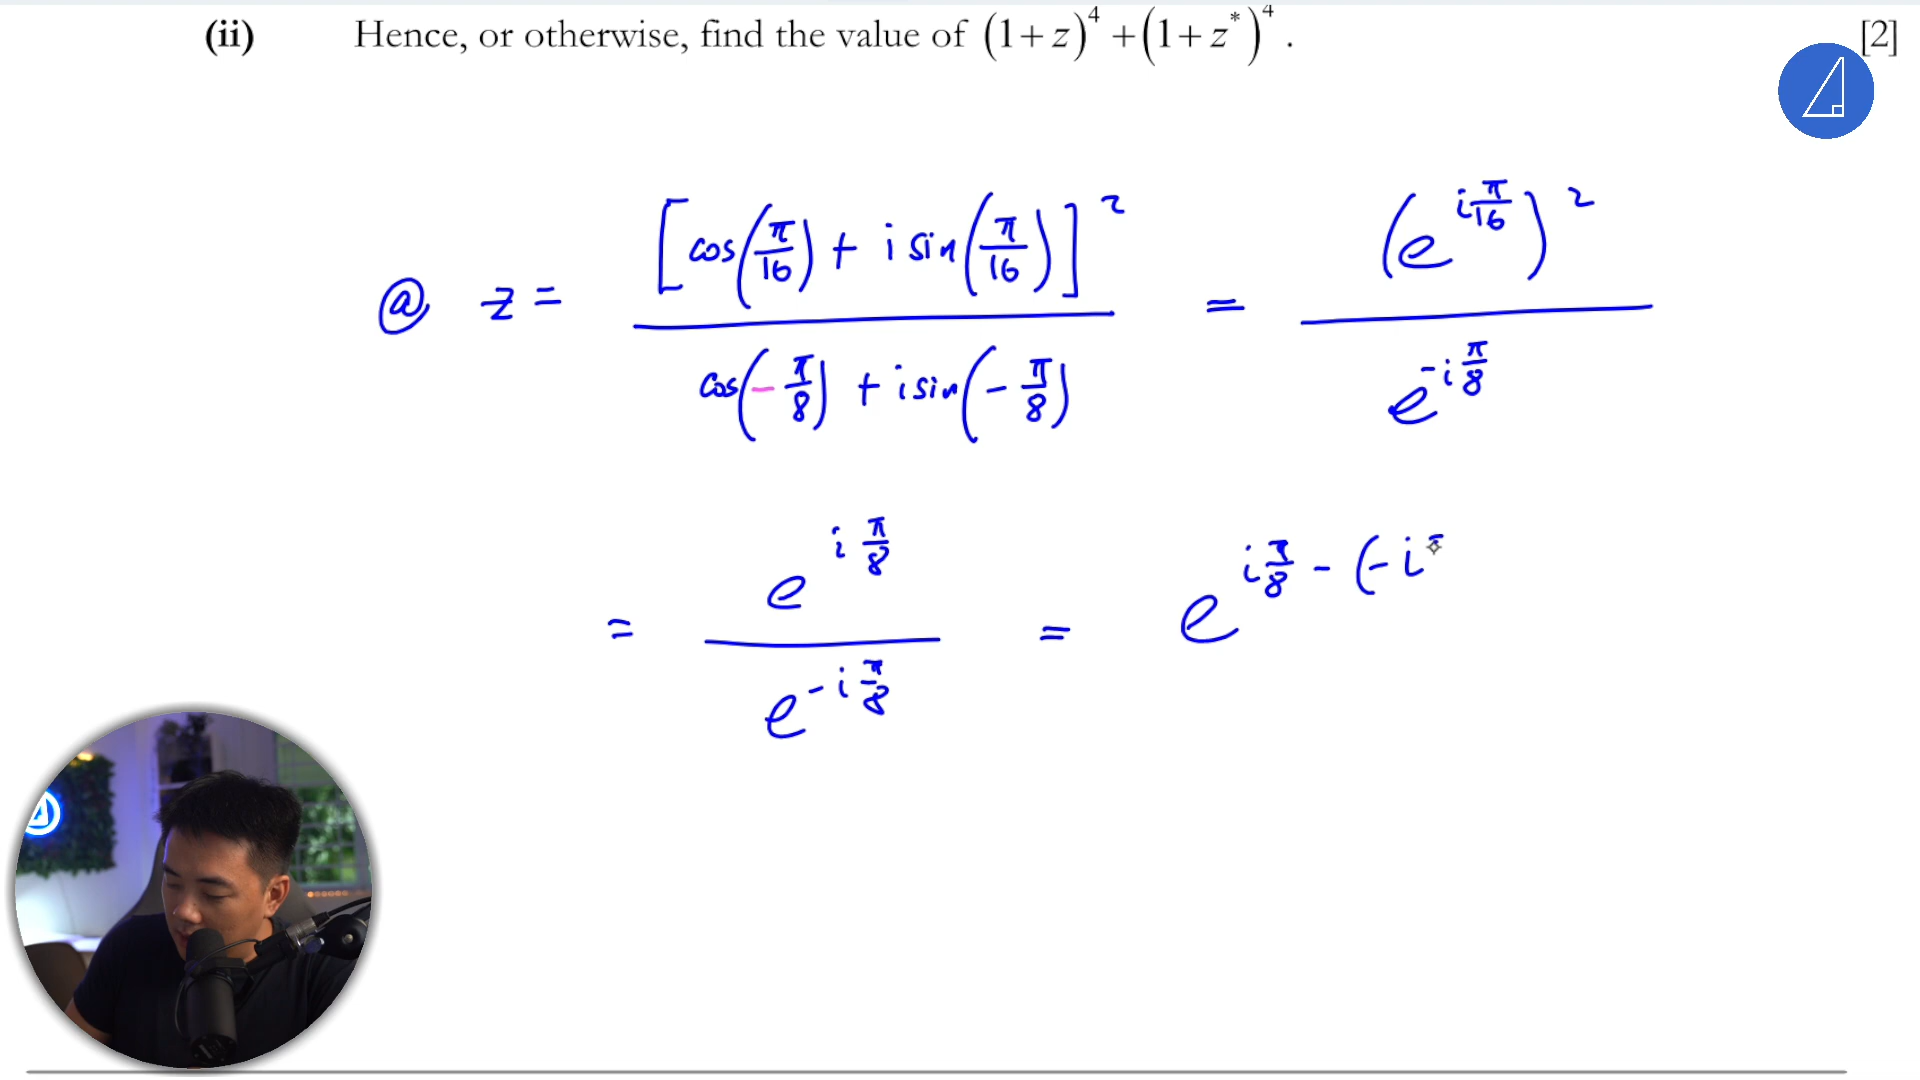 (ii) Hence, or otherwise, find the value of (1+z)^4 + (1+z*)^4. [2]
@ z = [cos(π/16) + i sin(π/16)]^2 / cos(-π/8) + i sin(-π/8) = (e^{iπ/16})^2 / e^{-iπ/8}
= e^{iπ/8} / e^{-iπ/8} = e^{iπ/8 - (-i